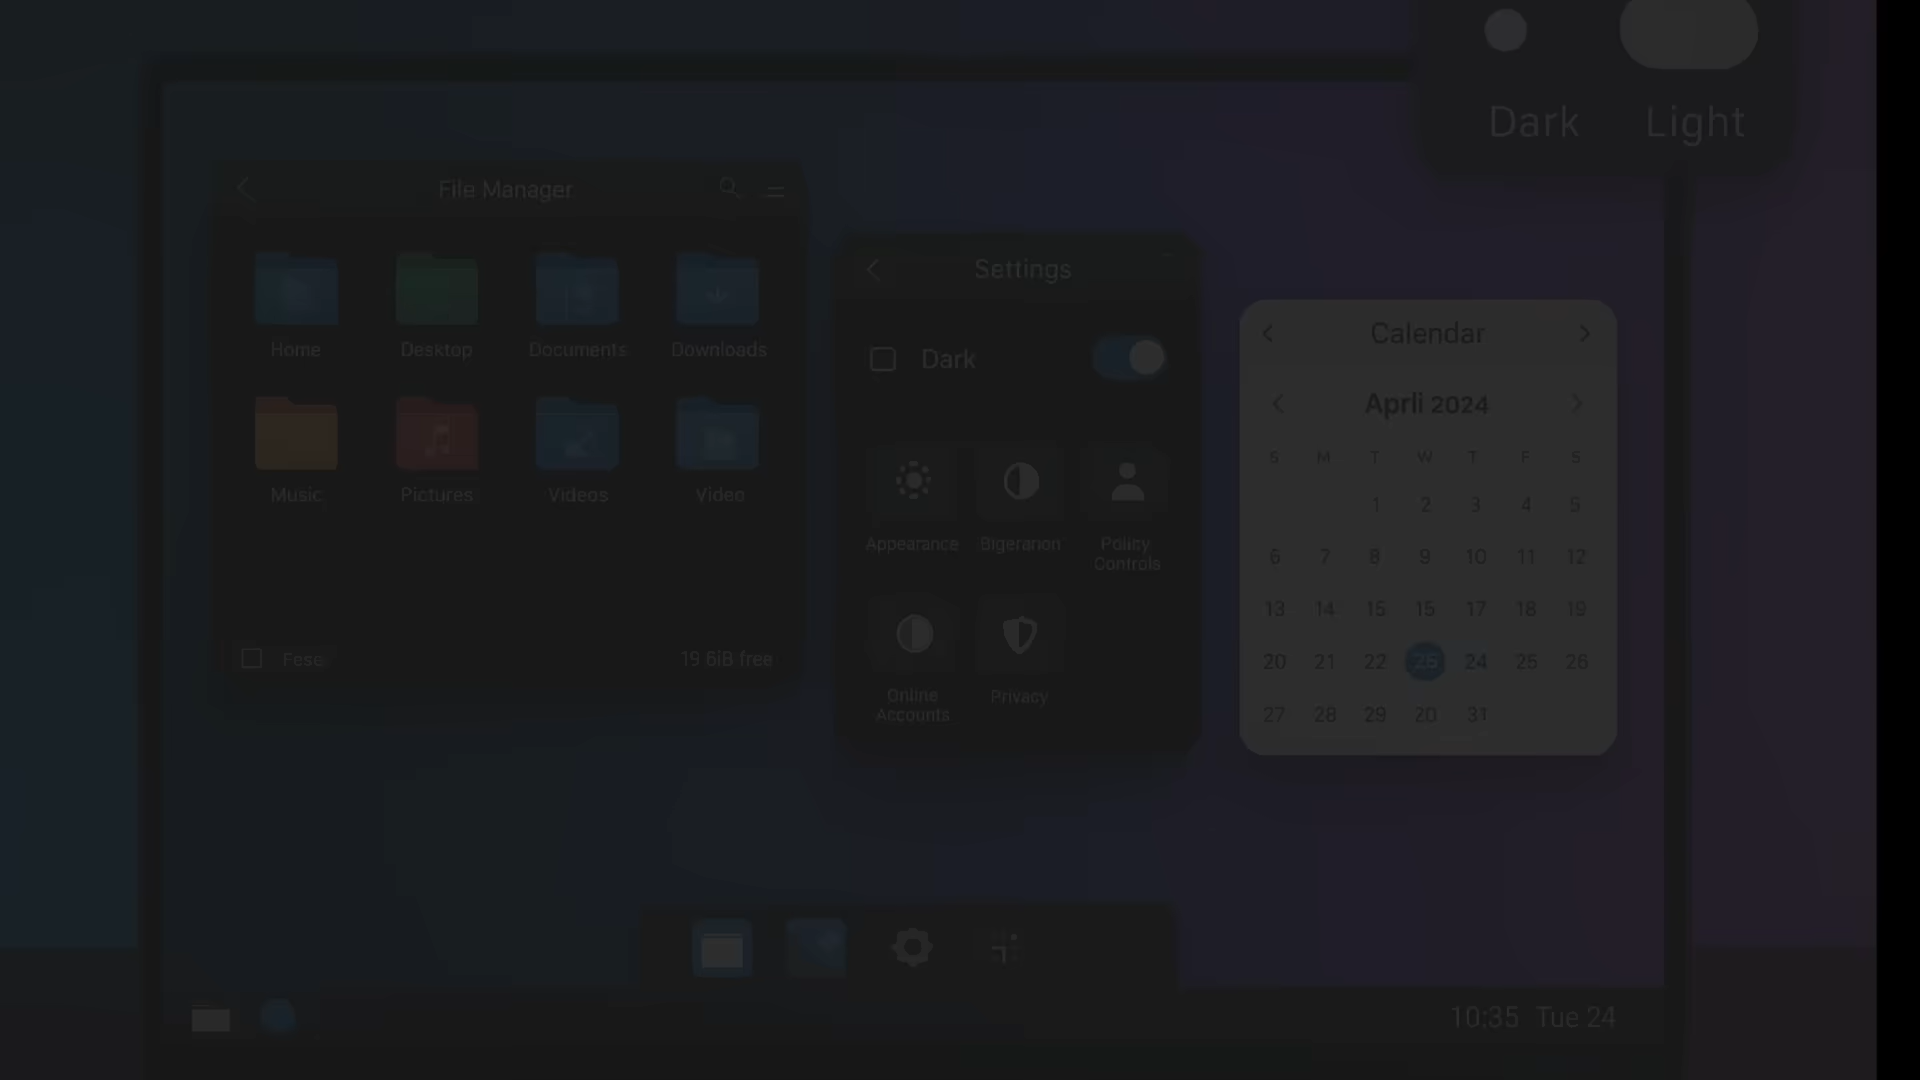 Dark Light
File Manager
Home Desktop Documents Downloads
Music Pictures Videos Video
Fese
19 6iB free
Settings
Dark
Appearance Bigeranon Policy Controls
Online Accounts Privacy
Calendar
Aprli 2024
S M T W T F S
1 2 3 4 5
6 7 8 9 10 11 12
13 14 15 15 17 18 19
20 21 22 25 24 25 26
27 28 29 20 31
10:35 Tue 24